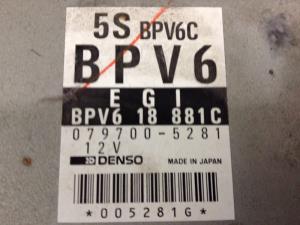 5S BPV6C
BPV6
EGI
BPV6 18 881C
079700-5281
12V
DENSO MADE IN JAPAN
*005281G*